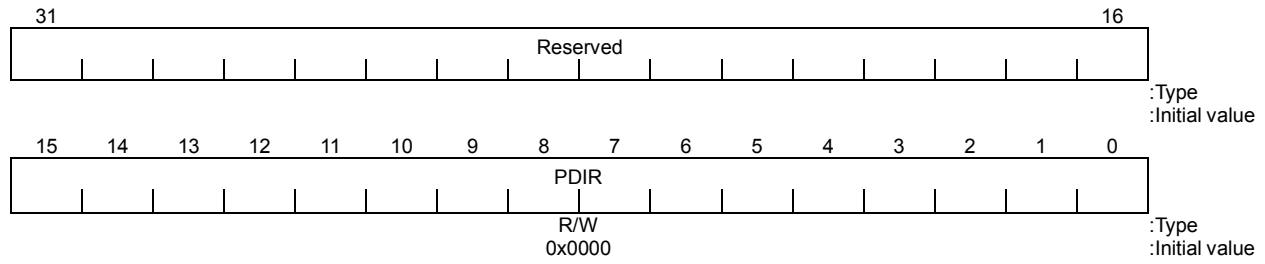 31 16
Reserved
:Type
:Initial value
15 14 13 12 11 10 9 8 7 6 5 4 3 2 1 0
PDIR
R/W :Type
0x0000 :Initial value